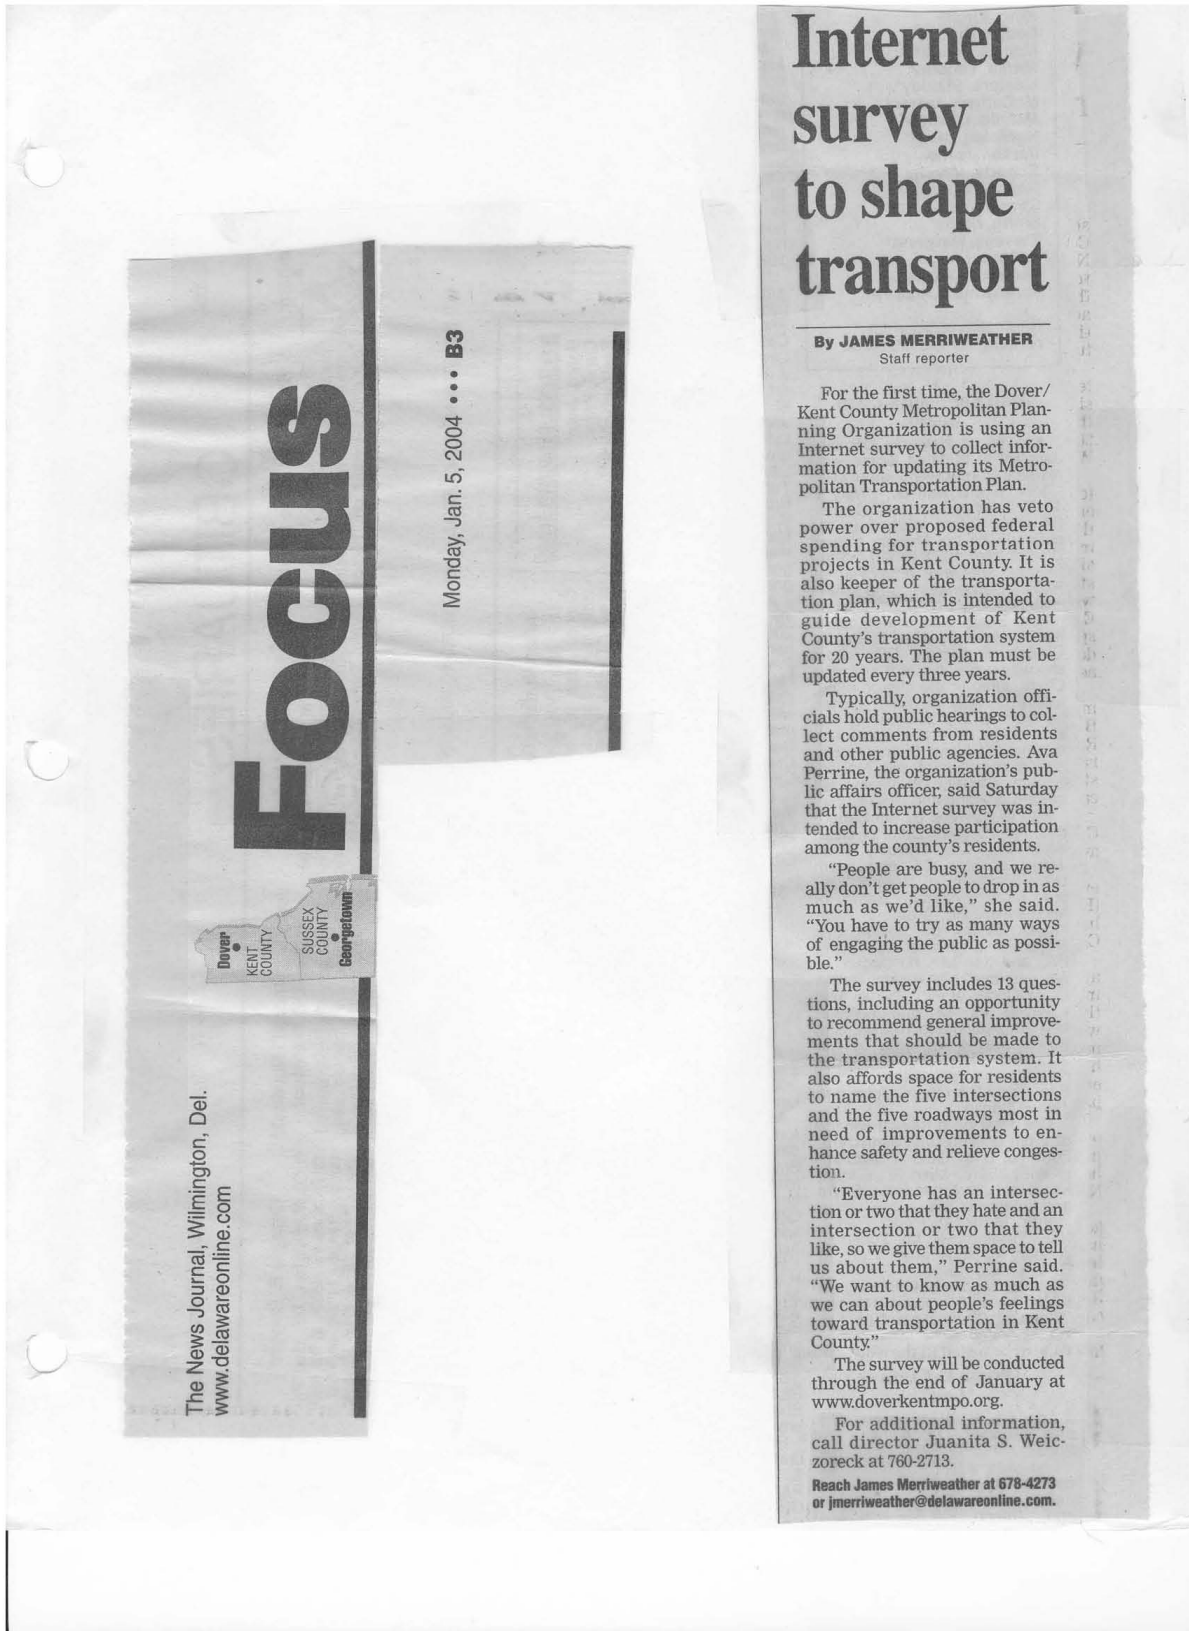 Internet
survey
to shape
transport
By JAMES MERRIWEATHER
Staff reporter
For the first time, the Dover/
Kent County Metropolitan Plan-
ning Organization is using an
Internet survey to collect infor-
mation for updating its Metro-
politan Transportation Plan.
The organization has veto
power over proposed federal
spending for transportation
projects in Kent County. It is
also keeper of the transporta-
tion plan, which is intended to
guide development of Kent
County's transportation system
for 20 years. The plan must be
updated every three years.
Typically, organization offi-
cials hold public hearings to col-
lect comments from residents
and other public agencies. Ava
Perrine, the organization's pub-
lic affairs officer, said Saturday
that the Internet survey was in-
tended to increase participation
among the county's residents.
"People are busy, and we re-
ally don't get people to drop in as
much as we'd like," she said.
"You have to try as many ways
of engaging the public as possi-
ble."
The survey includes 13 ques-
tions, including an opportunity
to recommend general improve-
ments that should be made to
the transportation system. It
also affords space for residents
to name the five intersections
and the five roadways most in
need of improvements to en-
hance safety and relieve conges-
tion.
"Everyone has an intersec-
tion or two that they hate and an
intersection or two that they
like, so we give them space to tell
us about them," Perrine said.
"We want to know as much as
we can about people's feelings
toward transportation in Kent
County."
The survey will be conducted
through the end of January at
www.doverkentmpo.org.
For additional information,
call director Juanita S. Weic-
zoreck at 760-2713.
Reach James Merriweather at 678-4273
or jmerriweather@delawareonline.com.
The News Journal, Wilmington, Del.
www.delawareonline.com
Dover
KENT
COUNTY
SUSSEX
COUNTY
Georgetown
Focus
Monday, Jan. 5, 2004 ••• B3